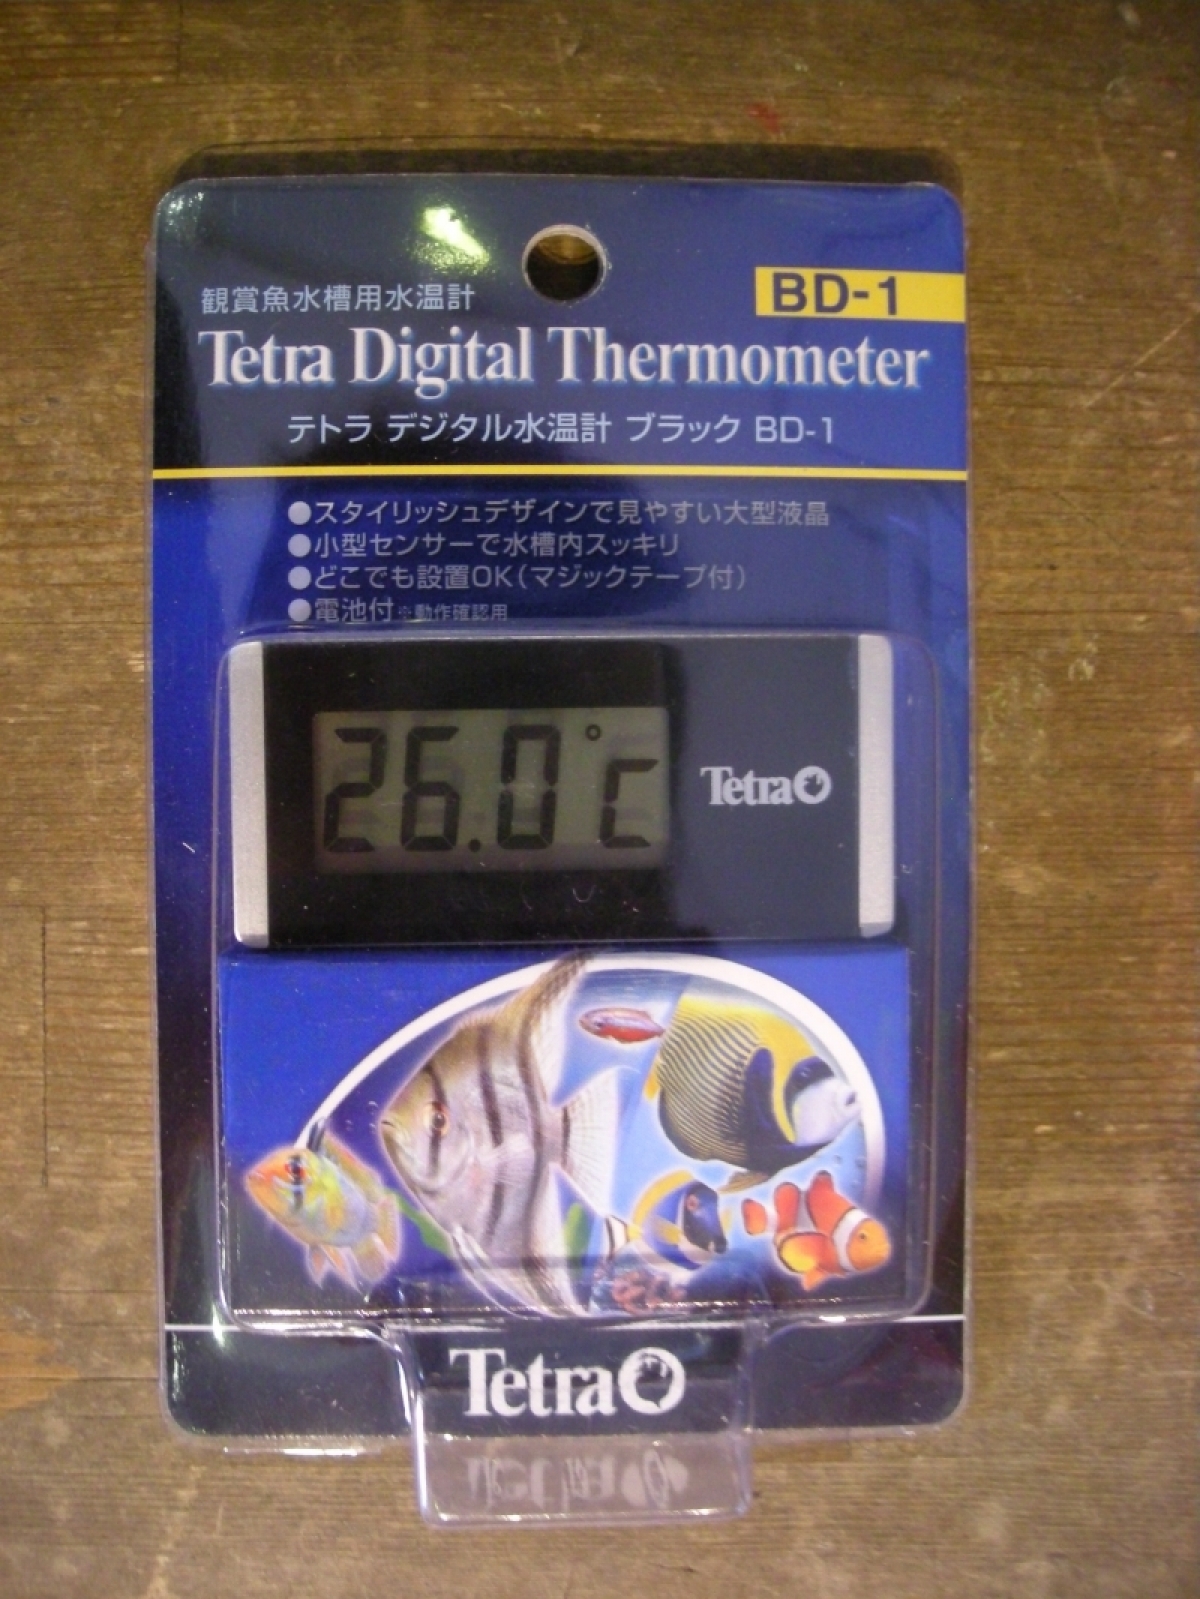 BD-1
観賞魚水槽用水温計
Tetra Digital Thermometer
テトラ デジタル水温計 ブラック BD-1
●スタイリッシュデザインで見やすい大型液晶
●小型センサーで水槽内スッキリ
●どこでも設置OK(マジックテープ付)
●電池付※動作確認用
26.0°C
Tetra
Tetra